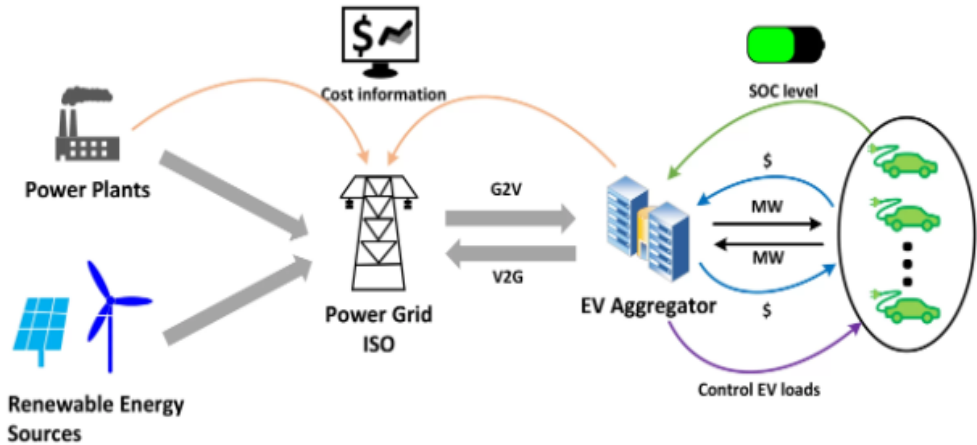 $
Cost information
SOC level
Power Plants
G2V
V2G
Power Grid
ISO
EV Aggregator
$
MW
MW
$
Control EV loads
Renewable Energy
Sources